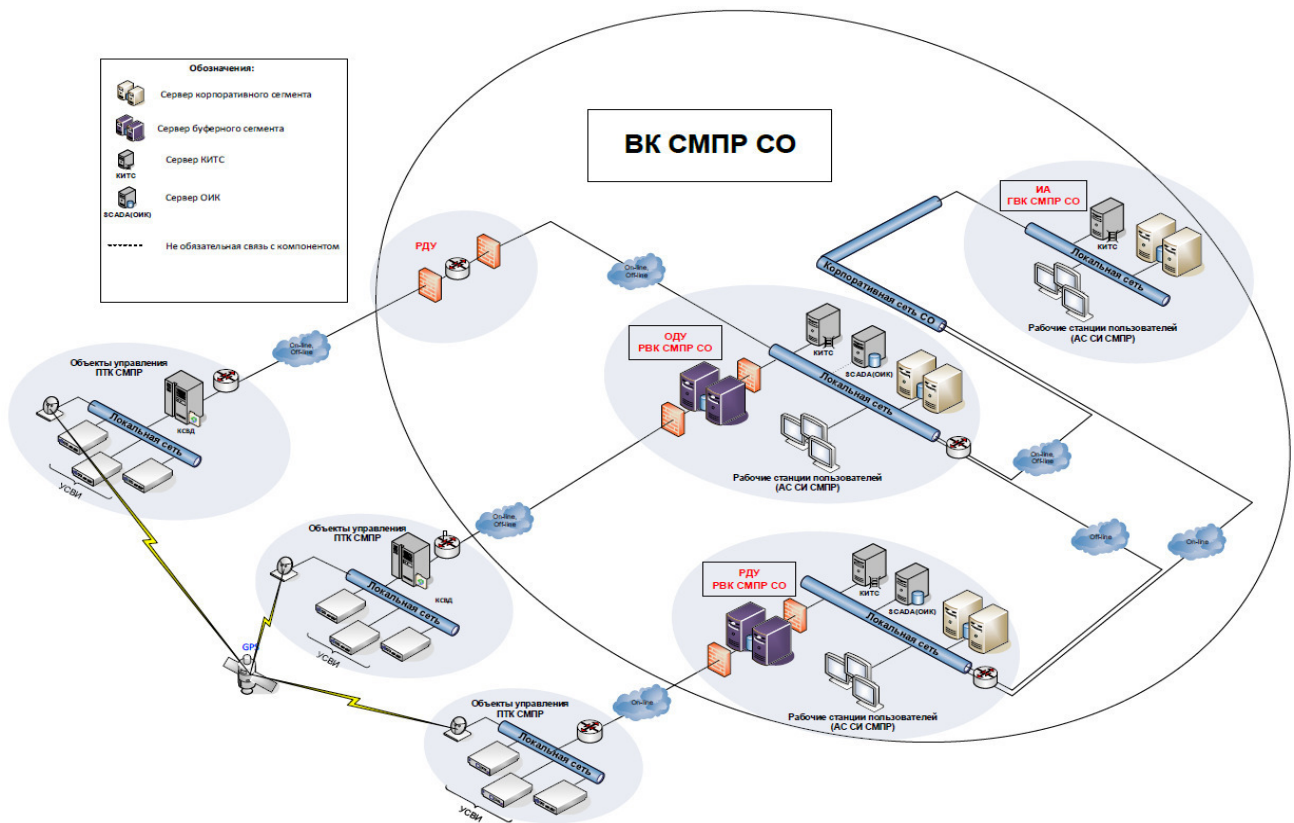 Обозначения:
Сервер корпоративного сегмента
Сервер буферного сегмента
Сервер КИТС
КИТС
Сервер ОИК
SCADA(ОИК)
Не обязательная связь с компонентом
ВК СМПР СО
РДУ
On-line,
Off-line
On-line,
Off-line
ИА
ГВК СМПР СО
КИТС
Локальная сеть
Рабочие станции пользователей
(АС СИ СМПР)
Корпоративная сеть СО
ОДУ
РВК СМПР СО
КИТС
SCADA(ОИК)
Локальная сеть
Рабочие станции пользователей
(АС СИ СМПР)
On-line,
Off-line
Off-line
On-line
Объекты управления
ПТК СМПР
Локальная сеть
КСВД
УСВИ
Объекты управления
ПТК СМПР
Локальная сеть
КСВД
УСВИ
On-line,
Off-line
GPS
РДУ
РВК СМПР СО
КИТС
SCADA(ОИК)
Локальная сеть
Рабочие станции пользователей
(АС СИ СМПР)
On-line
Объекты управления
ПТК СМПР
Локальная сеть
УСВИ